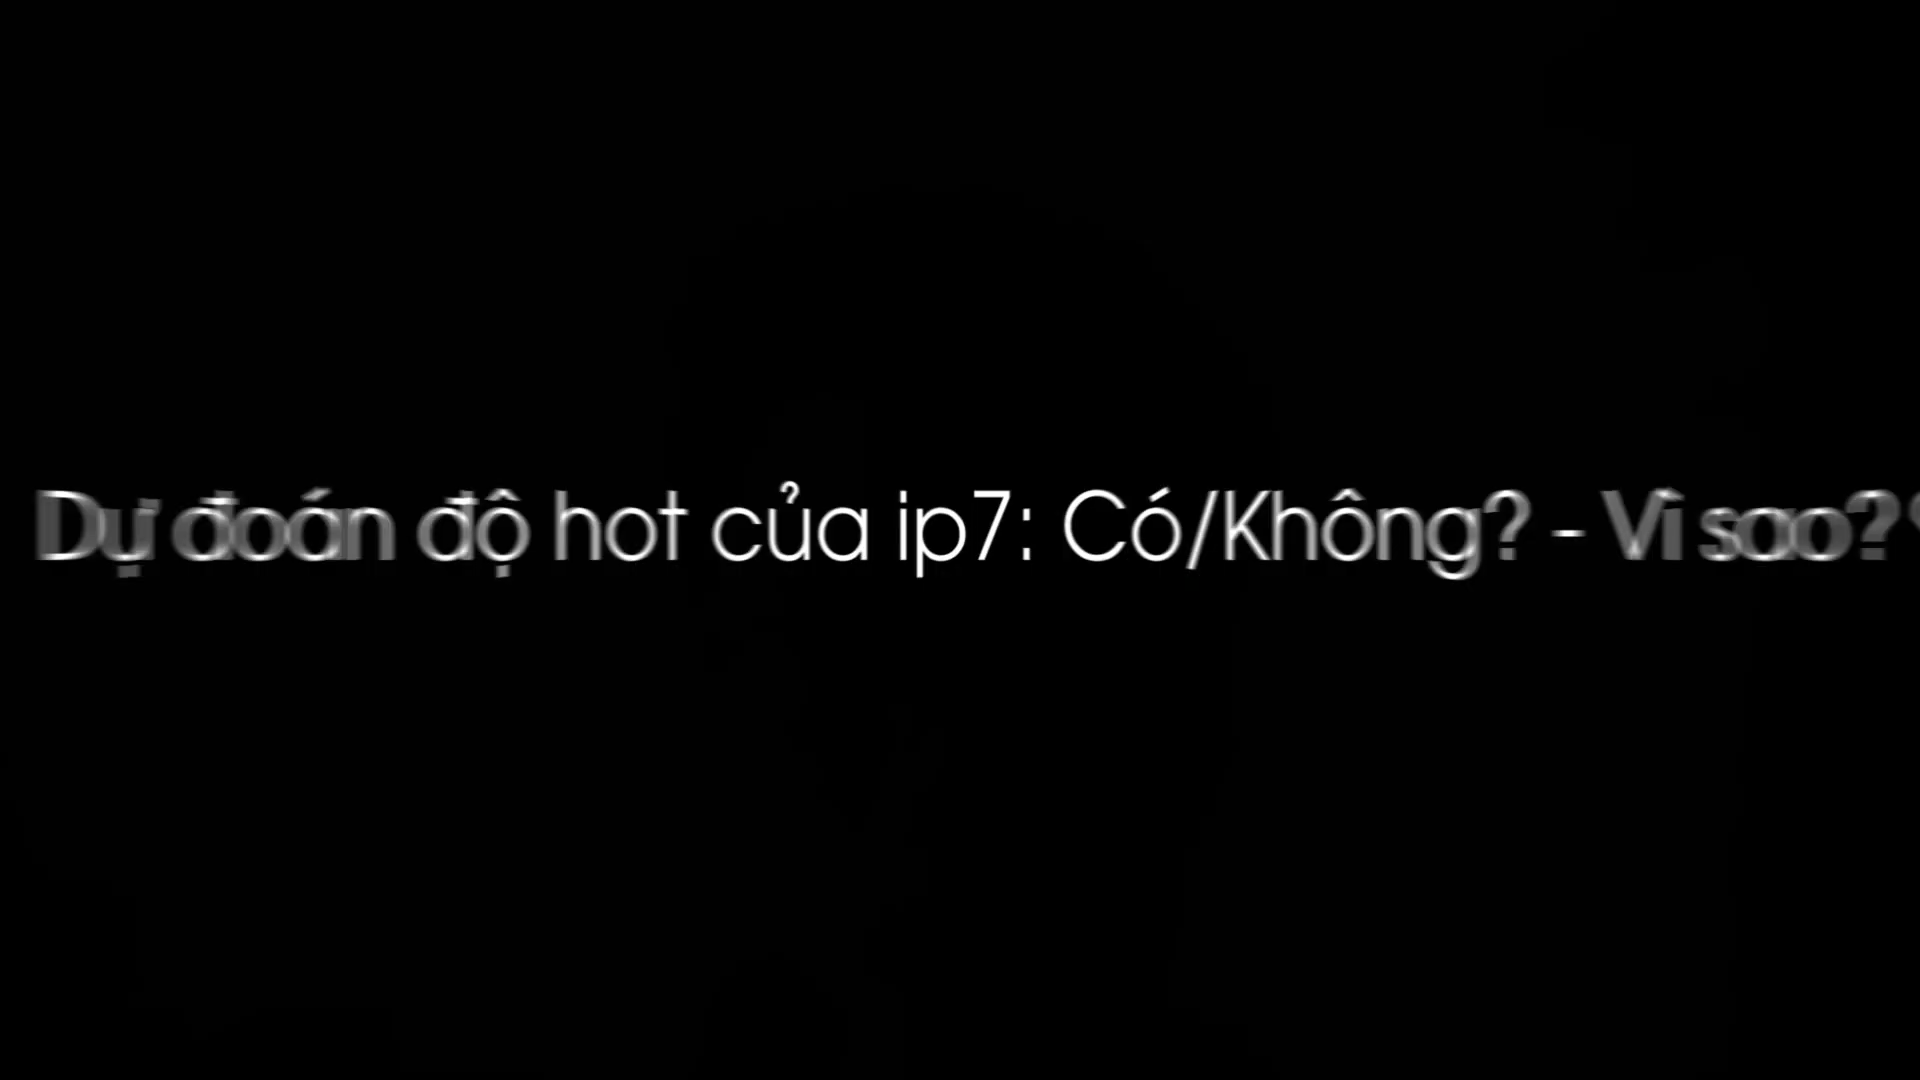 Dự đoán độ hot của ip7: Có/Không? - Vì sao?